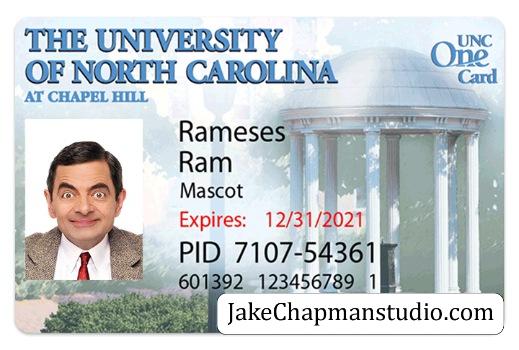 THE UNIVERSITY
OF NORTH CAROLINA
AT CHAPEL HILL
UNC
One
Card
Rameses
Ram
Mascot
Expires: 12/31/2021
PID 7107-54361
601392 123456789 1
JakeChapmanstudio.com